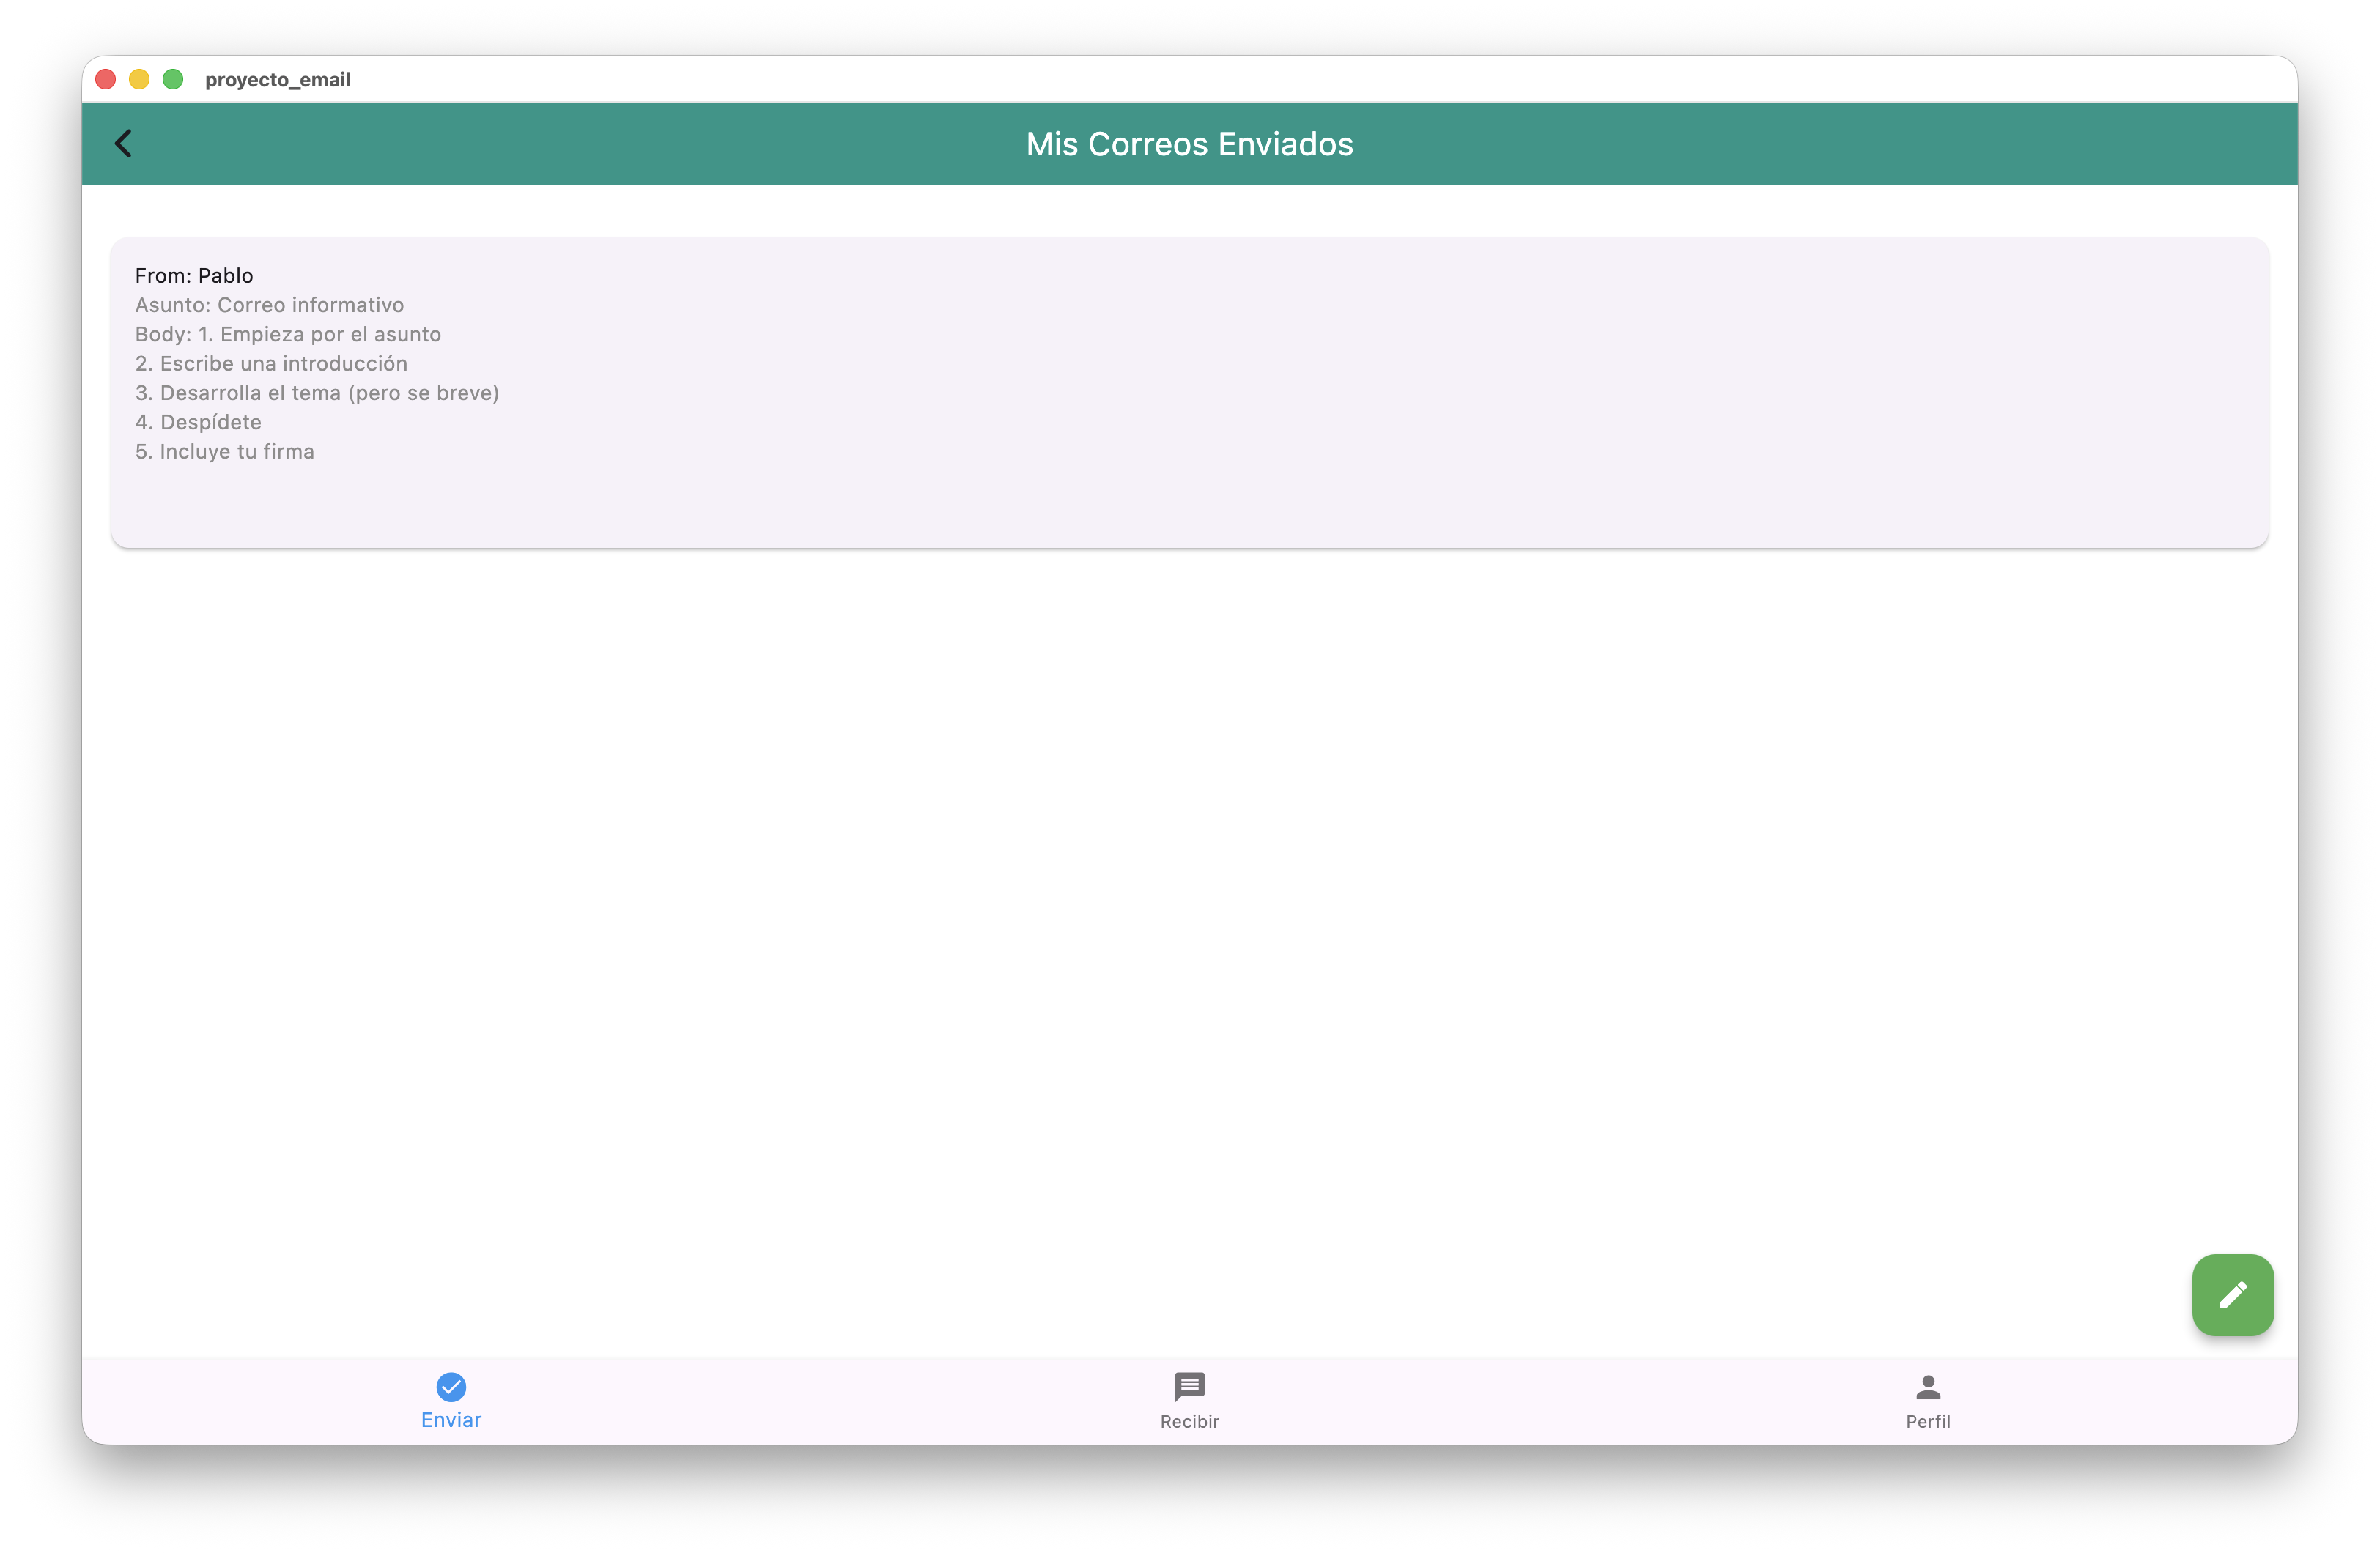 proyecto_email
Mis Correos Enviados
From: Pablo
Asunto: Correo informativo
Body: 1. Empieza por el asunto
2. Escribe una introducción
3. Desarrolla el tema (pero se breve)
4. Despídete
5. Incluye tu firma
Enviar
Recibir
Perfil